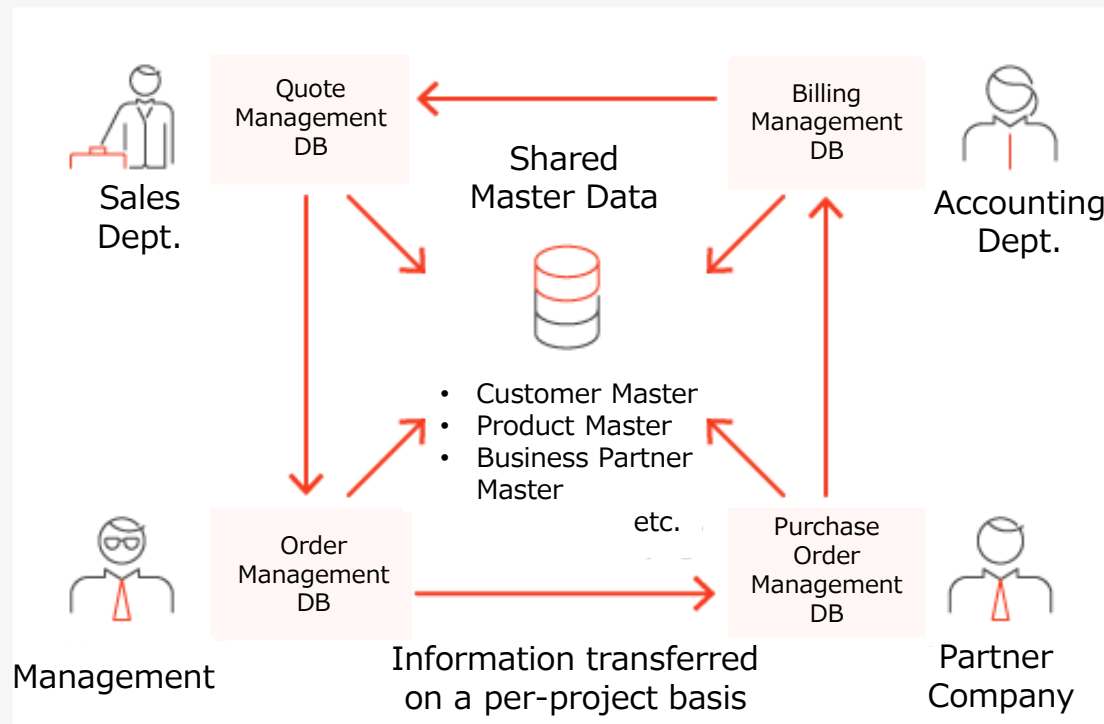 Quote
Management
DB
Billing
Management
DB
Shared
Master Data
Sales
Dept.
Accounting
Dept.
• Customer Master
• Product Master
• Business Partner
Master
etc.
Order
Management
DB
Purchase
Order
Management
DB
Management
Information transferred
on a per-project basis
Partner
Company